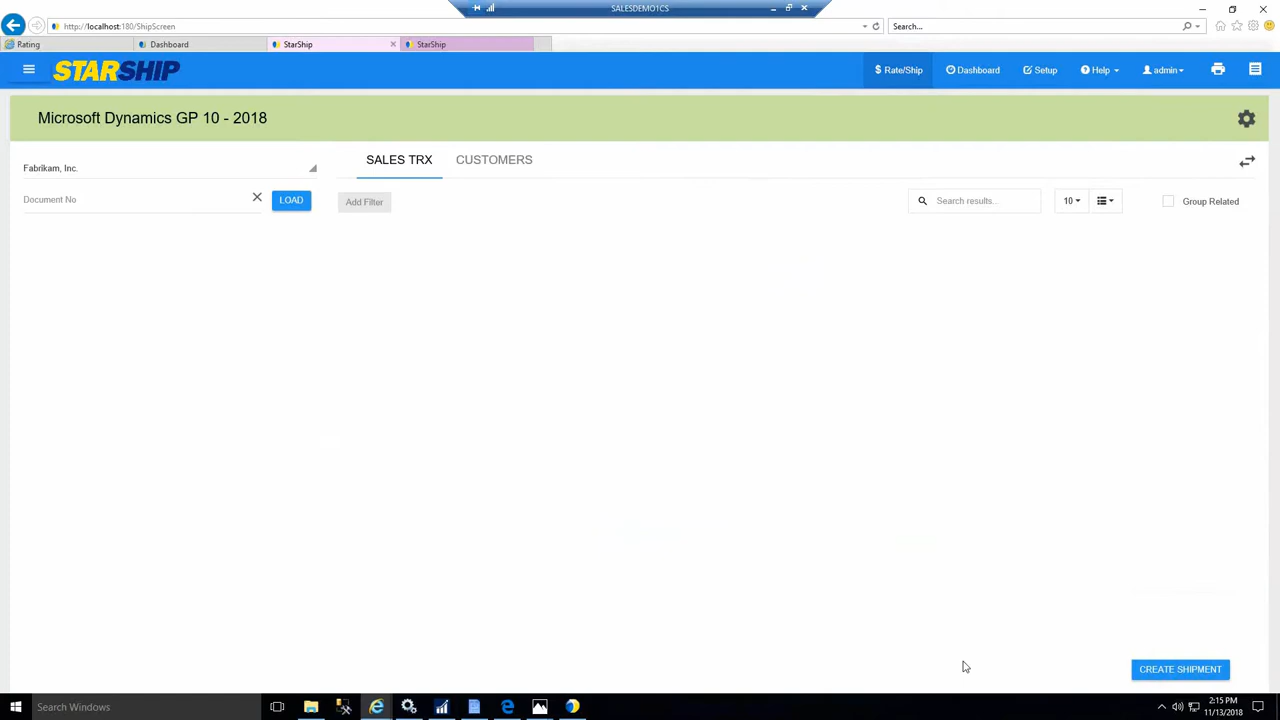 SALESDEMO1CS
http://localhost:180/ShipScreen
Search...
Rating
Dashboard
StarShip
StarShip
STARSHIP
$ Rate/Ship
Dashboard
Setup
Help
admin
Microsoft Dynamics GP 10 - 2018
Fabrikam, Inc.
SALES TRX
CUSTOMERS
Document No
LOAD
Add Filter
Search results...
10
Group Related
CREATE SHIPMENT
Search Windows
2:15 PM
11/13/2018